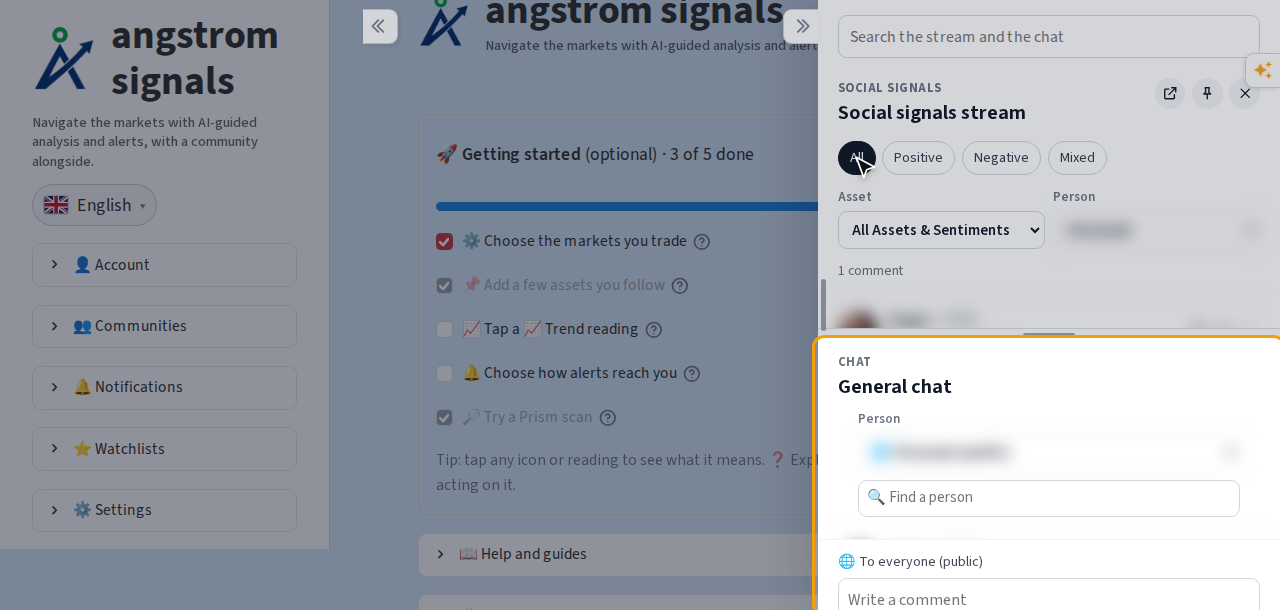 angstrom
signals
Navigate the markets with AI-guided
analysis and alerts, with a community
alongside.
English
Account
Communities
Notifications
Watchlists
Settings
angstrom signals
Navigate the markets with AI-guided analysis and alert
Getting started (optional) · 3 of 5 done
Choose the markets you trade
Add a few assets you follow
Tap a 📈 Trend reading
Choose how alerts reach you
Try a Prism scan
Tip: tap any icon or reading to see what it means. ❓
acting on it.
Help and guides
Search the stream and the chat
SOCIAL SIGNALS
Social signals stream
All
Positive
Negative
Mixed
Asset
Person
All Assets & Sentiments
1 comment
CHAT
General chat
Person
Find a person
To everyone (public)
Write a comment